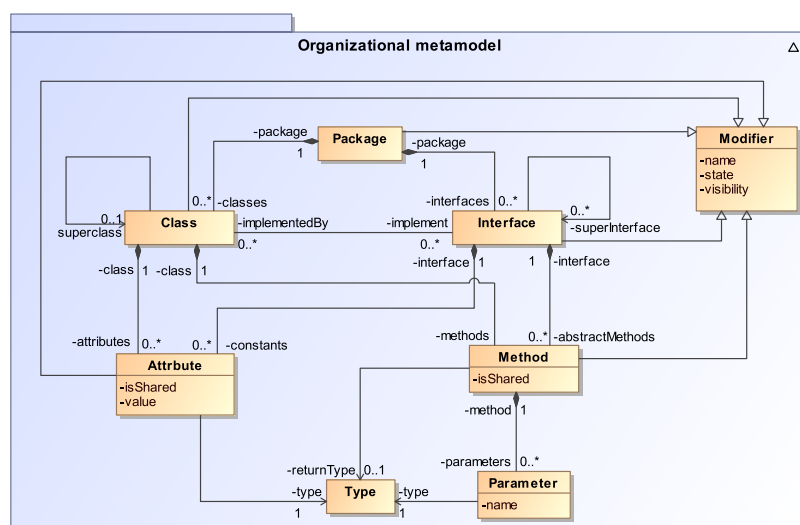 Organizational metamodel
-package
Package
1
-package
1
Modifier
-name
-state
-visibility
0..*
-classes
-interfaces
0..*
0..*
0..1
superclass
Class
-implementedBy
0..*
-implement
0..*
Interface
-superInterface
-class
1
-class
1
-interface
1
1
-interface
-attributes
0..*
0..*
-constants
-methods
0..*
-abstractMethods
Attrbute
-isShared
-value
Method
-isShared
-method
1
-returnType
0..1
-parameters
0..*
-type
1
Type
-type
1
Parameter
-name